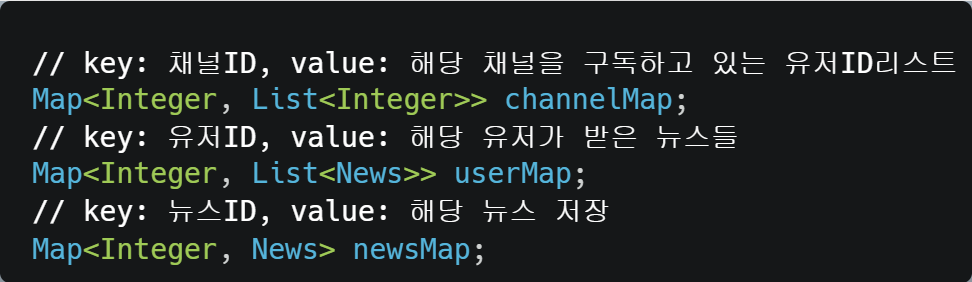 // key: 채널ID, value: 해당 채널을 구독하고 있는 유저ID리스트
Map<Integer, List<Integer>> channelMap;
// key: 유저ID, value: 해당 유저가 받은 뉴스들
Map<Integer, List<News>> userMap;
// key: 뉴스ID, value: 해당 뉴스 저장
Map<Integer, News> newsMap;